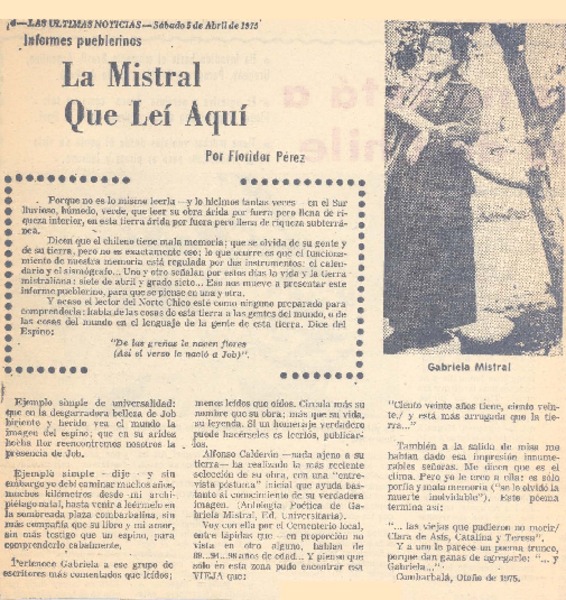 6—LAS ULTIMAS NOTICIAS—Sábado 5 de Abril de 1975
Informes pueblerinos
La Mistral
Que Leí Aquí
Por Floridor Pérez
Porque no es lo mismo leerla —y lo hicimos tantas veces— en el Sur
lluvioso, húmedo, verde, que leer su obra árida por fuera pero llena de ri-
queza interior, en esta tierra árida por fuera pero llena de riqueza subterrá-
nea.
Dicen que el chileno tiene mala memoria; que se olvida de su gente y
de su tierra, pero no es exactamente eso; lo que ocurre es que el funciona-
miento de nuestra memoria está regulada por dos instrumentos: el calen-
dario y el sismógrafo... Uno y otro señalan por estos días la vida y la tierra
mistraliana: siete de abril y grado siete... Eso nos mueve a presentar este
informe pueblorino, para que se piense en una y otra.
Y acaso el lector del Norte Chico esté como ninguno preparado para
comprenderla: habla de las cosas de esta tierra a las gentes del mundo, o de
las cosas del mundo en el lenguaje de la gente de esta tierra. Dice del
Espino:
"De las greñas le nacen flores
(Así el verso le nació a Job)".
Gabriela Mistral
Ejemplo simple de universalidad:
que en la desgarradora belleza de Job
hiriente y herido vea el mundo la
imagen del espino; que en su aridez
hecha flor reencontremos nosotros la
presencia de Job.
Ejemplo simple —dije— y sin
embargo yo debí caminar muchos años,
muchos kilómetros desde mi archi-
piélago natal, hasta venir a leérmelo en
la sombreada plaza combarbalina, sin
más compañía que su libro y mi amor,
sin más testigo que un espino, para
comprenderlo cabalmente.
Pertenece Gabriela a ese grupo de
escritores más comentados que leídos;
menos leídos que oídos. Circula más su
nombre que su obra; más que su vida,
su leyenda. Si un homenaje verdadero
puede hacérseles es leerlos, publicar-
los.
Alfonso Calderón —nada ajeno a su
tierra— ha realizado la más reciente
selección de su obra, con una "entre-
vista póstuma" inicial que ayuda bas-
tante al conocimiento de su verdadera
imagen. (Antología Poética de Ga-
briela Mistral, Ed. Universitaria).
Voy con ella por el Cementerio local,
entre lápidas que —en proporción no
vista en otro alguno, hablan de
89...94...98 años de edad... Y pienso que
sólo en esta zona pudo encontrar esa
VIEJA que:
"Ciento veinte años tiene, ciento vein-
te,/ y está más arrugada que la tie-
rra..."
También a la salida de misa me
habían dado esa impresión innume-
rables señoras. Me dicen que es el
clima. Pero yo le creo a ella: es sólo
porfía y mala memoria ("se le olvidó la
muerte inolvidable"). Este poema
termina así:
"... las viejas que pudieron no morir/
Clara de Asís, Catalina y Teresa".
Y a uno le parece un poema trunco,
porque dan ganas de agregarle: "... y
Gabriela..."
Combarbalá, Otoño de 1975.